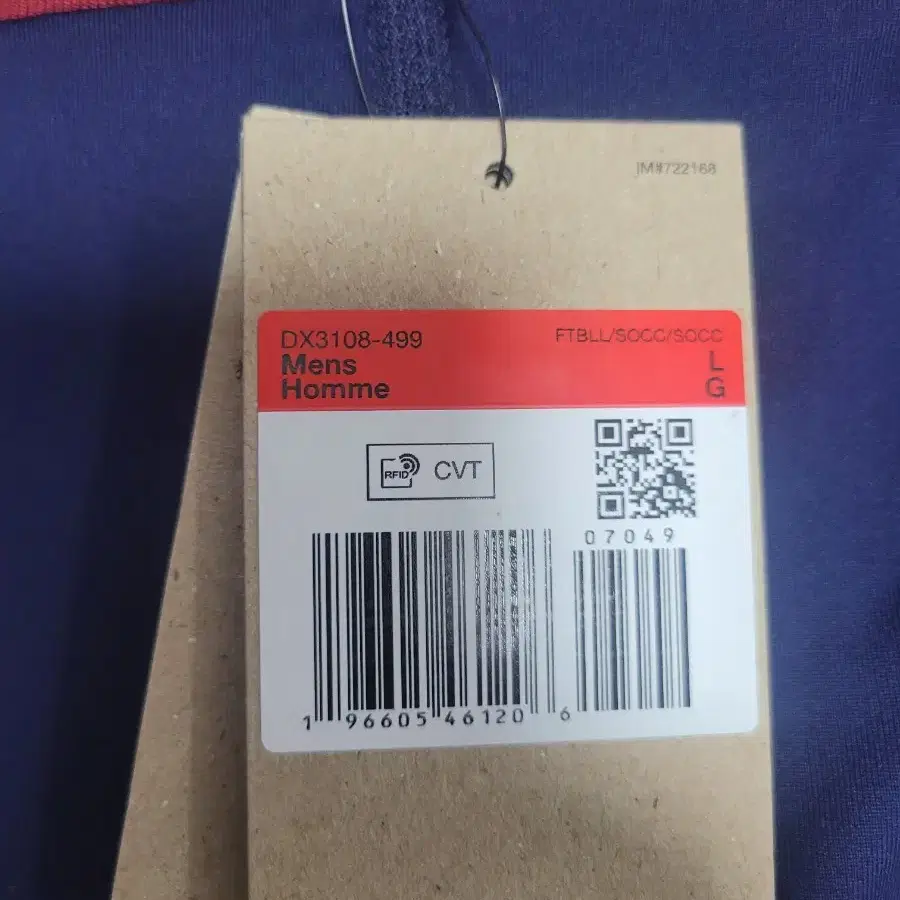 JM#722168
DX3108-499
FTBLL/SOCC/SOCC
Mens
L
Homme
G
RFID CVT
07049
1 96605 46120 6